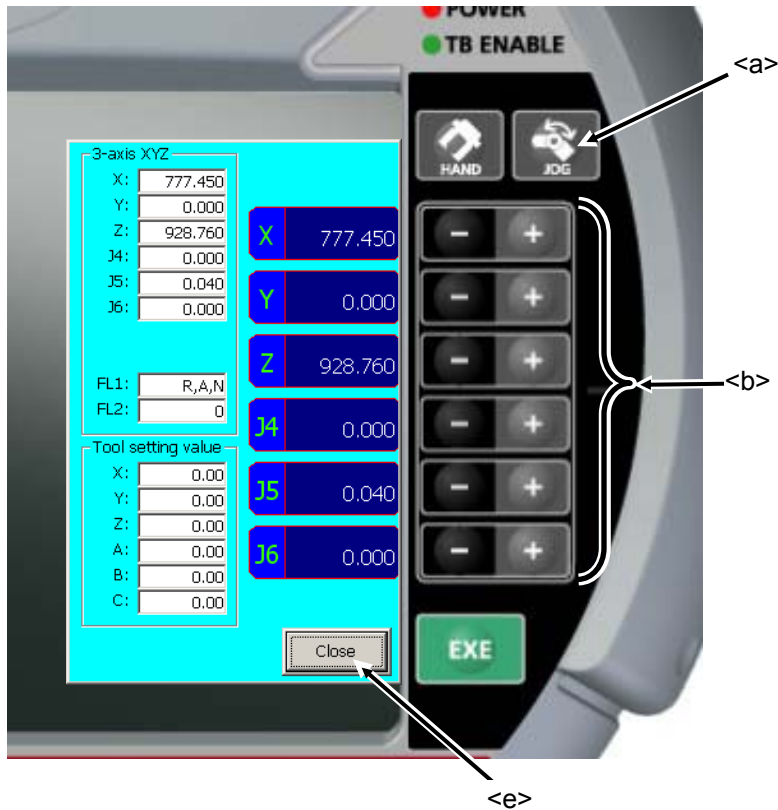 POWER
TB ENABLE
<a>
HAND
JOG
3-axis XYZ
X: 777.450
Y: 0.000
Z: 928.760
J4: 0.000
J5: 0.040
J6: 0.000
FL1: R,A,N
FL2: 0
Tool setting value
X: 0.00
Y: 0.00
Z: 0.00
A: 0.00
B: 0.00
C: 0.00
X 777.450
Y 0.000
Z 928.760
J4 0.000
J5 0.040
J6 0.000
- +
- +
- +
- +
- +
- +
<b>
Close
EXE
<e>